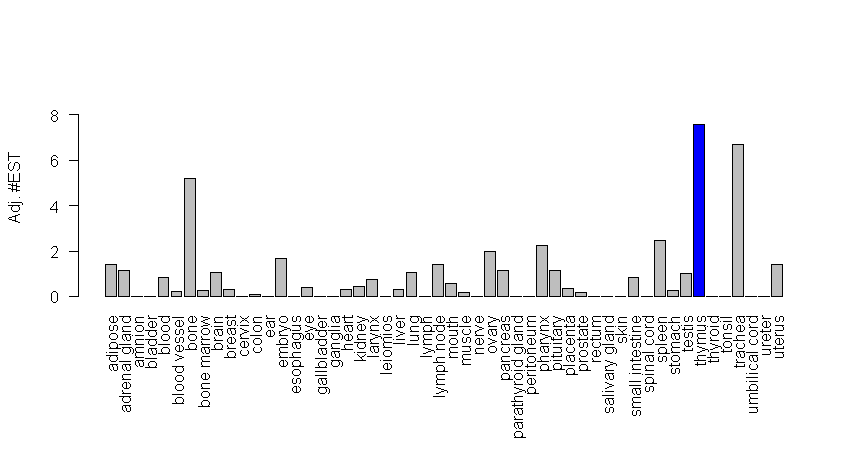 8
6
4
2
0
Adj. #EST
adipose
adrenal gland
amnion
bladder
blood
blood vessel
bone
bone marrow
brain
breast
cervix
colon
ear
embryo
esophagus
eye
gallbladder
ganglia
heart
kidney
larynx
leiomios
liver
lung
lymph
lymph node
mouth
muscle
nerve
ovary
pancreas
parathyroid gland
peritoneum
pharynx
pituitary
placenta
prostate
rectum
salivary gland
skin
small intestine
spinal cord
spleen
stomach
testis
thymus
thyroid
tonsil
trachea
umbilical cord
ureter
uterus